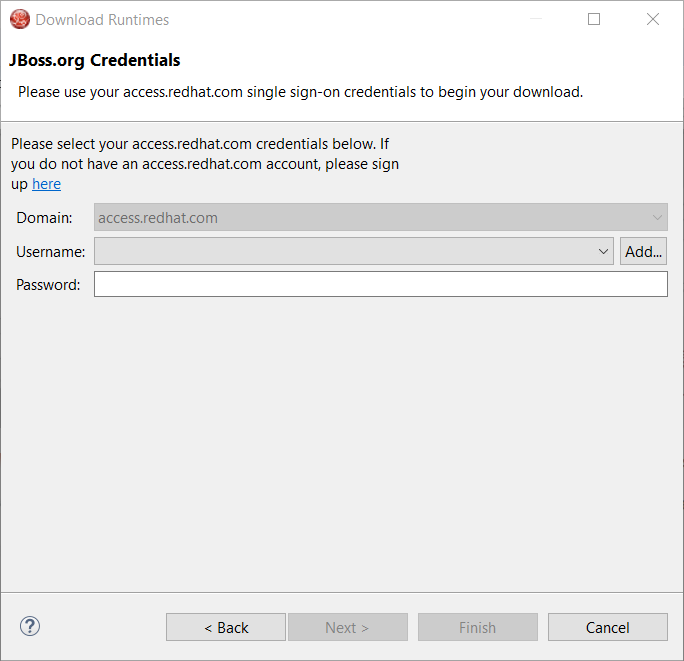 Download Runtimes
JBoss.org Credentials
Please use your access.redhat.com single sign-on credentials to begin your download.
Please select your access.redhat.com credentials below. If
you do not have an access.redhat.com account, please sign
up here
Domain: access.redhat.com
Username: Add...
Password:
? < Back Next > Finish Cancel